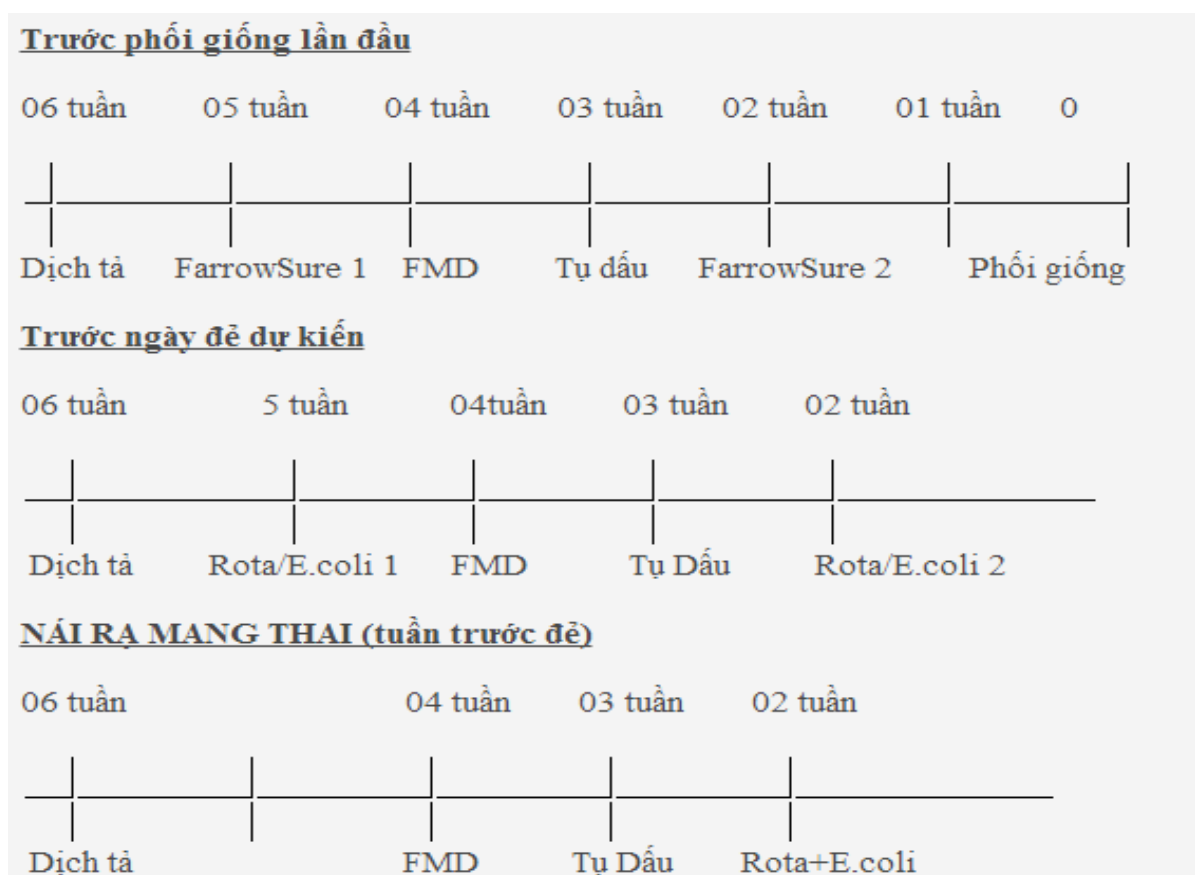 Trước phối giống lần đầu
06 tuần 05 tuần 04 tuần 03 tuần 02 tuần 01 tuần 0
Dịch tả FarrowSure 1 FMD Tụ dấu FarrowSure 2 Phối giống
Trước ngày đẻ dự kiến
06 tuần 5 tuần 04tuần 03 tuần 02 tuần
Dịch tả Rota/E.coli 1 FMD Tụ Dấu Rota/E.coli 2
NÁI RẠ MANG THAI (tuần trước đẻ)
06 tuần 04 tuần 03 tuần 02 tuần
Dịch tả FMD Tụ Dấu Rota+E.coli